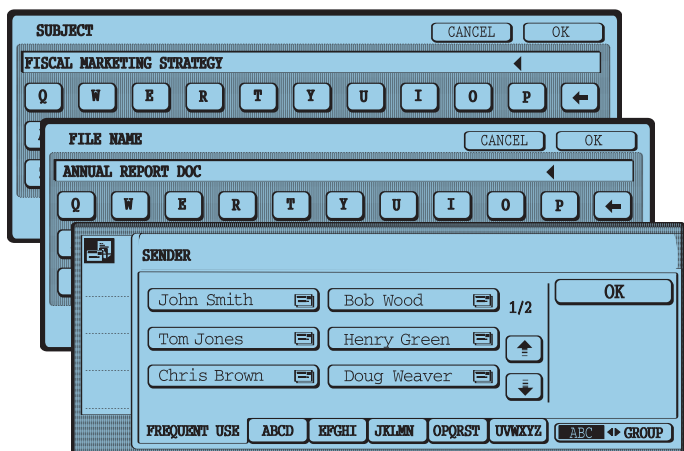 SUBJECT CANCEL OK
FISCAL MARKETING STRATEGY
Q W E R T Y U I O P
FILE NAME CANCEL OK
ANNUAL REPORT DOC
Q W E R T Y U I O P
SENDER
John Smith Bob Wood 1/2 OK
Tom Jones Henry Green
Chris Brown Doug Weaver
FREQUENT USE ABCD EFGHI JKLMN OPQRST UVWXYZ ABC GROUP